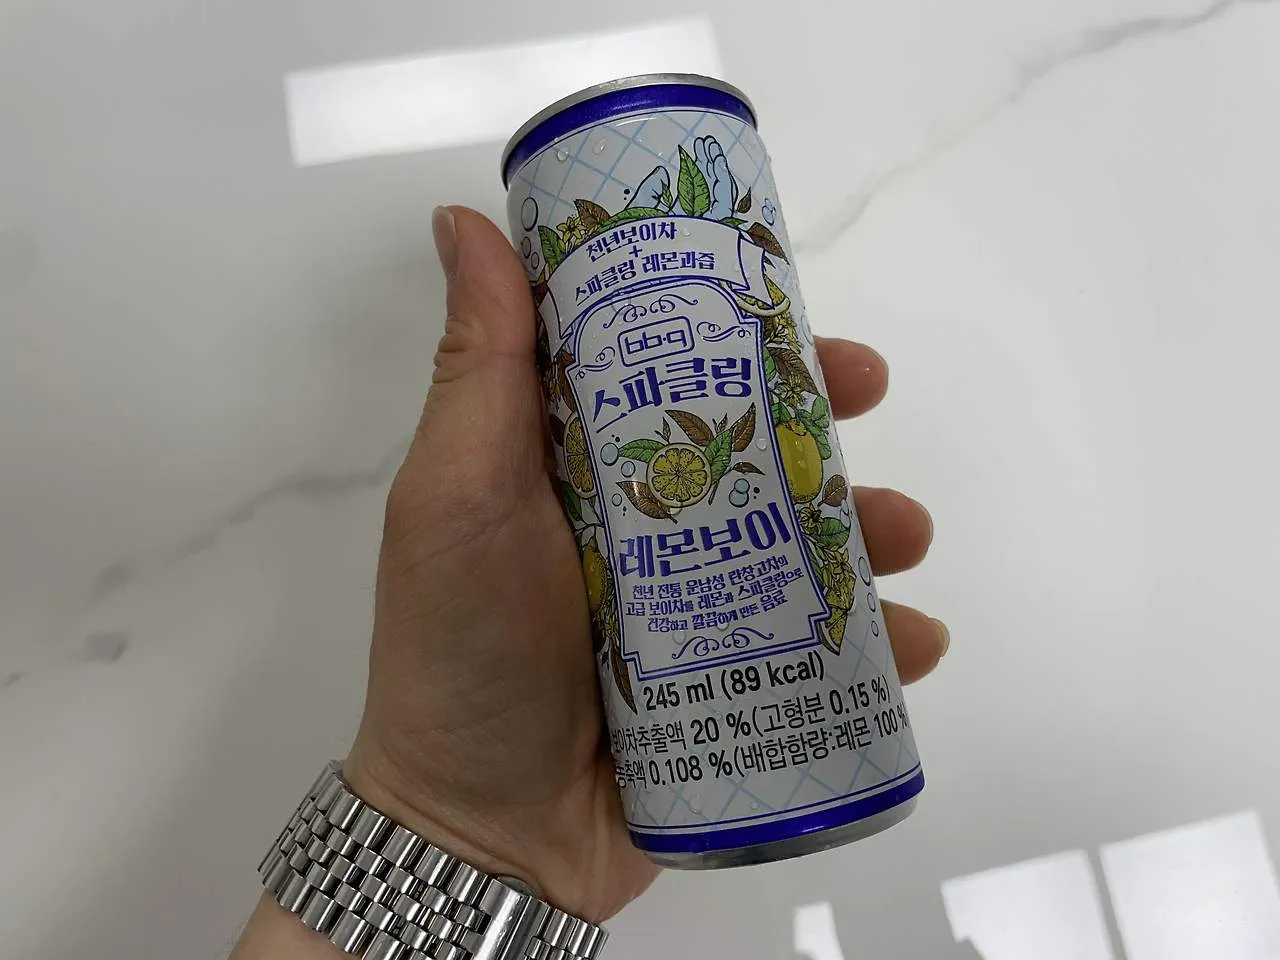 천년보이차
+
스파클링 레몬과즙
bb.q
스파클링
레몬보이
천년 전통 운남성 란창고차의
고급 보이차를 레몬과 스파클링으로
건강하고 깔끔하게 만든 음료
245 ml (89 kcal)
보이차추출액 20 %(고형분 0.15 %)
농축액 0.108 %(배합함량:레몬 100 %